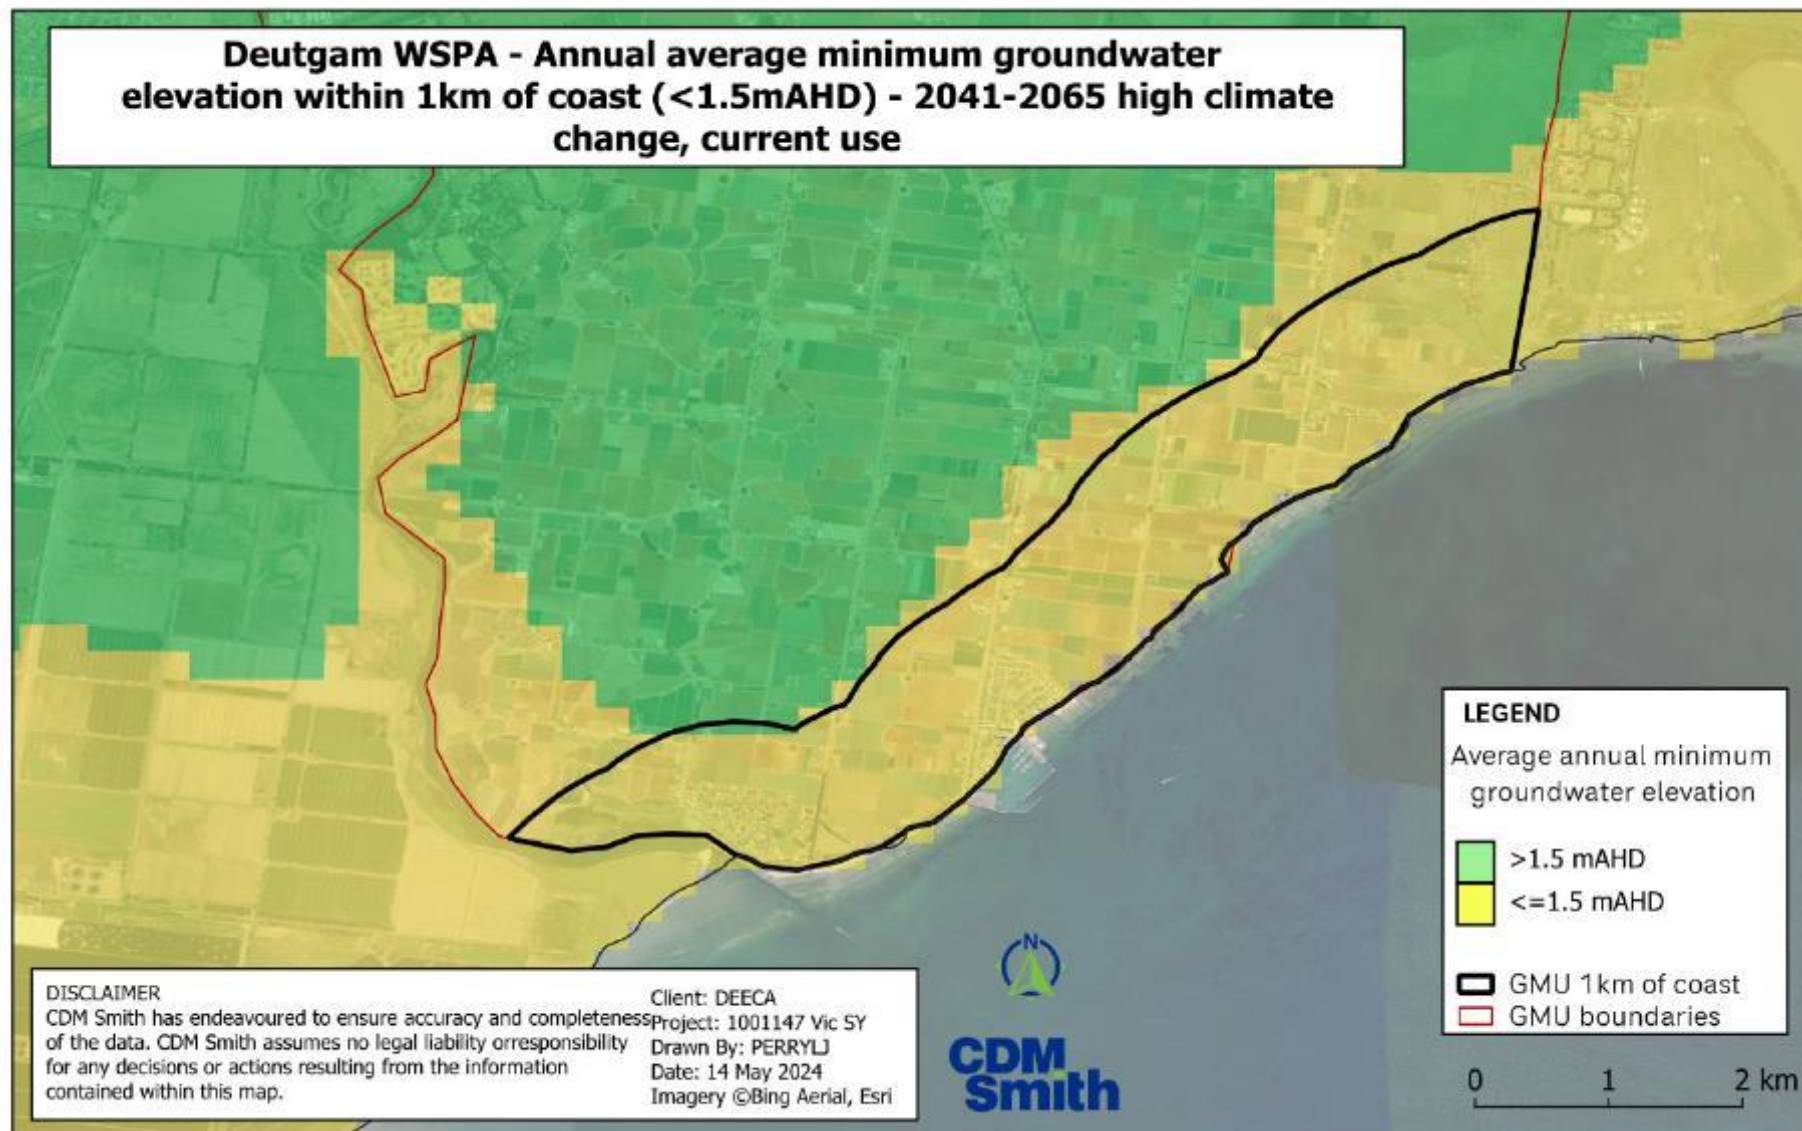 Deutgam WSPA - Annual average minimum groundwater
elevation within 1km of coast (<1.5mAHD) - 2041-2065 high climate
change, current use
LEGEND
Average annual minimum
groundwater elevation
>1.5 mAHD
<=1.5 mAHD
GMU 1km of coast
GMU boundaries
0 1 2 km
N
CDM
Smith
DISCLAIMER
CDM Smith has endeavoured to ensure accuracy and completeness
of the data. CDM Smith assumes no legal liability orresponsibility
for any decisions or actions resulting from the information
contained within this map.
Client: DEECA
Project: 1001147 Vic SY
Drawn By: PERRYLJ
Date: 14 May 2024
Imagery ©Bing Aerial, Esri